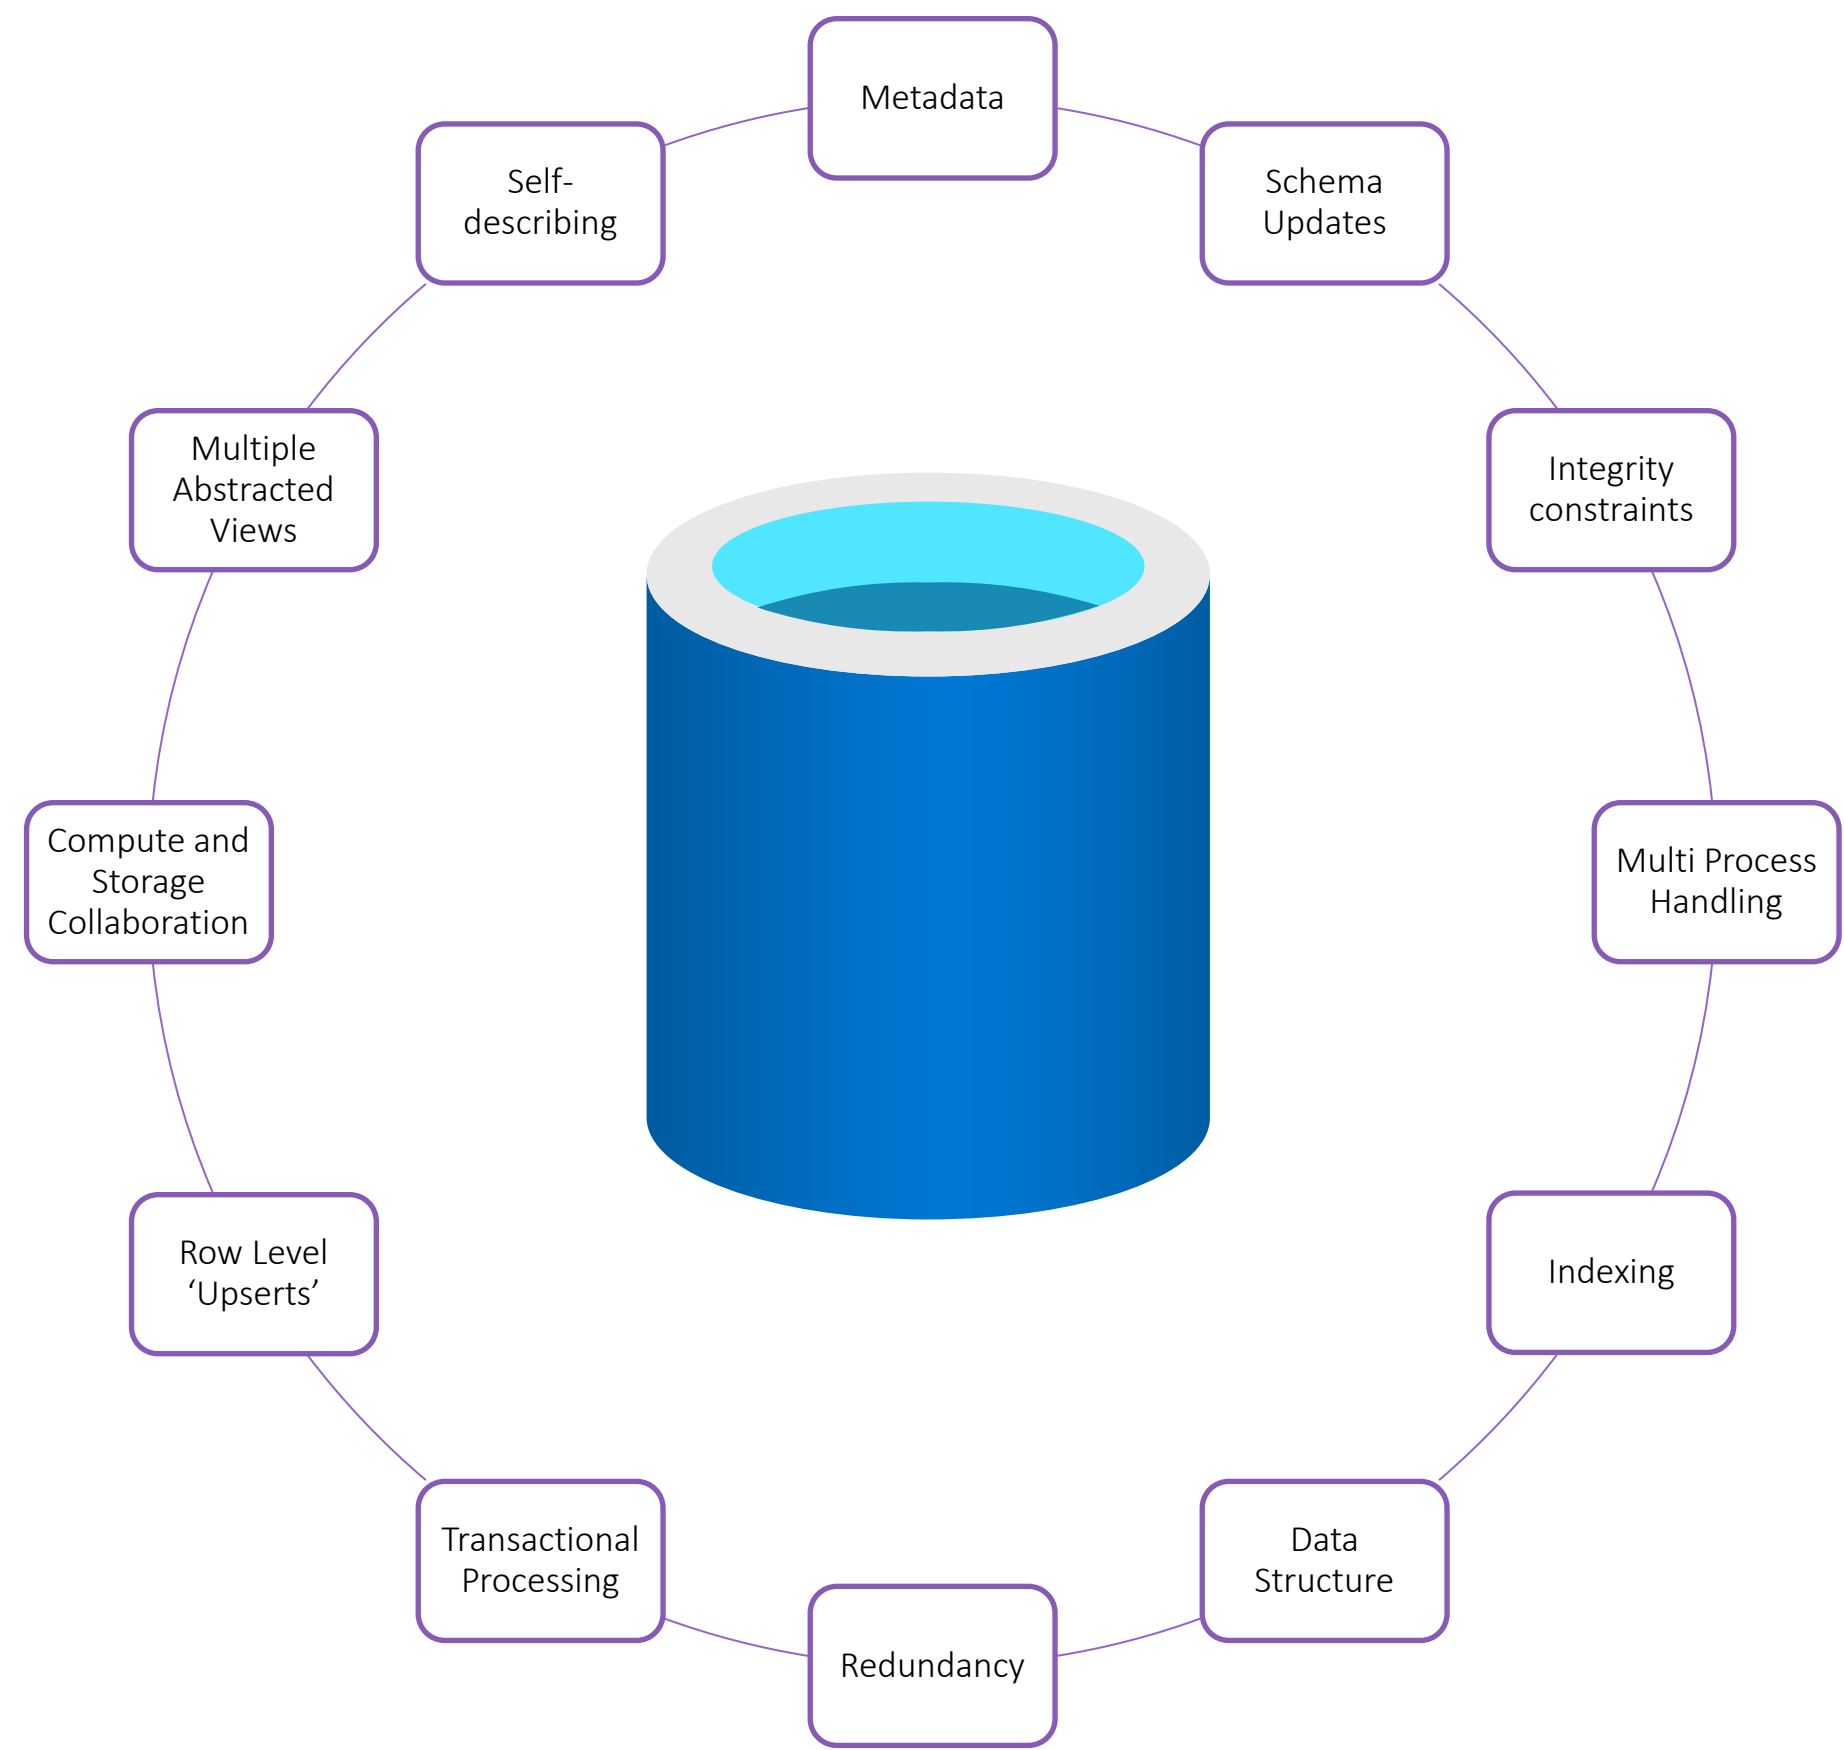 Metadata
Schema
Updates
Integrity
constraints
Multi Process
Handling
Indexing
Data
Structure
Redundancy
Transactional
Processing
Row Level
‘Upserts’
Compute and
Storage
Collaboration
Multiple
Abstracted
Views
Self-
describing